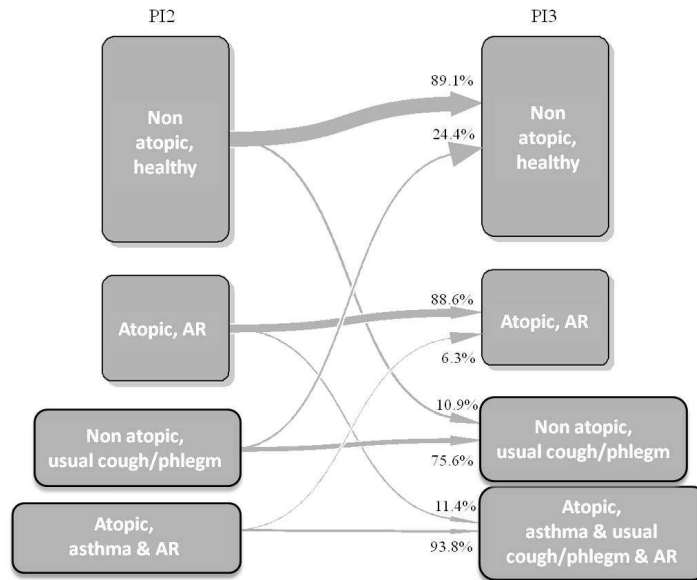 PI2
PI3
Non
atopic,
healthy
89.1%
24.4%
Non
atopic,
healthy
Atopic, AR
88.6%
6.3%
Atopic, AR
Non atopic,
usual cough/phlegm
10.9%
75.6%
Non atopic,
usual cough/phlegm
Atopic,
asthma & AR
11.4%
93.8%
Atopic,
asthma & usual
cough/phlegm & AR